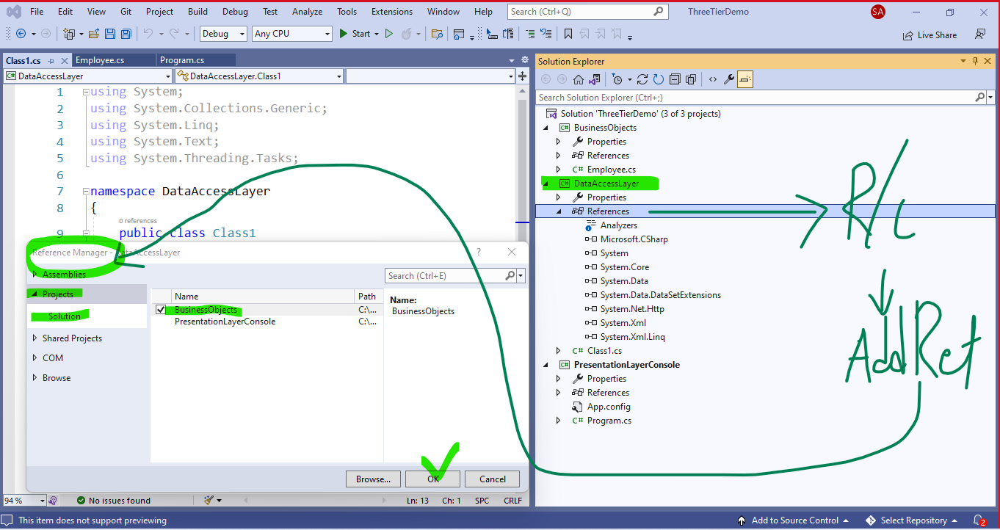 File Edit View Git Project Build Debug Test Analyze Tools Extensions Window Help Search (Ctrl+Q) ThreeTierDemo SA
Debug Any CPU Start Live Share
Class1.cs Employee.cs Program.cs
DataAccessLayer DataAccessLayer.Class1
1 using System;
2 using System.Collections.Generic;
3 using System.Linq;
4 using System.Text;
5 using System.Threading.Tasks;
6
7 namespace DataAccessLayer
8 {
0 references
9 public class Class1
Reference Manager - DataAccessLayer ?
Assemblies
Search (Ctrl+E)
Projects
Solution
Shared Projects
COM
Browse
Name Path
BusinessObjects C:\...
PresentationLayerConsole C:\...
Name:
BusinessObjects
Browse... OK Cancel
94 % No issues found Ln: 13 Ch: 1 SPC CRLF
Solution Explorer
Search Solution Explorer (Ctrl+;)
Solution 'ThreeTierDemo' (3 of 3 projects)
C# BusinessObjects
Properties
References
C# Employee.cs
C# DataAccessLayer
Properties
References
Analyzers
Microsoft.CSharp
System
System.Core
System.Data
System.Data.DataSetExtensions
System.Net.Http
System.Xml
System.Xml.Linq
C# Class1.cs
C# PresentationLayerConsole
Properties
References
App.config
C# Program.cs
R/C
Add Ref
This item does not support previewing Add to Source Control Select Repository 2